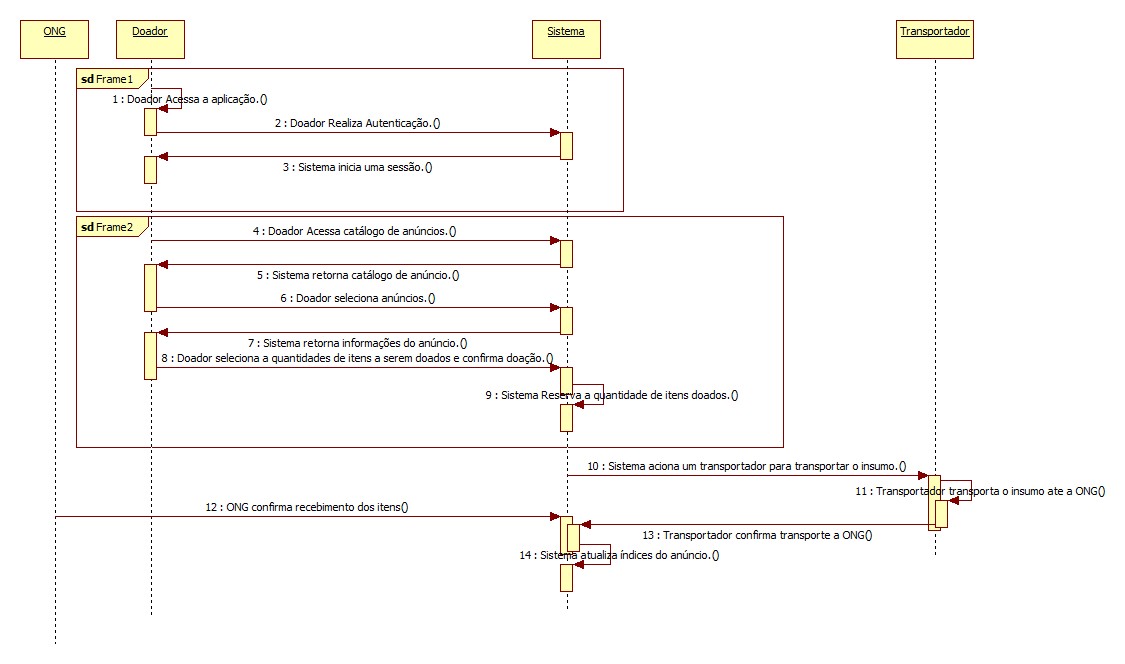 ONG
Doador
Sistema
Transportador
sd Frame1
1 : Doador Acessa a aplicação.()
2 : Doador Realiza Autenticação.()
3 : Sistema inicia uma sessão.()
sd Frame2
4 : Doador Acessa catálogo de anúncios.()
5 : Sistema retorna catálogo de anúncio.()
6 : Doador seleciona anúncios.()
7 : Sistema retorna informações do anúncio.()
8 : Doador seleciona a quantidades de itens a serem doados e confirma doação.()
9 : Sistema Reserva a quantidade de itens doados.()
10 : Sistema aciona um transportador para transportar o insumo.()
11 : Transportador transporta o insumo ate a ONG()
12 : ONG confirma recebimento dos itens()
13 : Transportador confirma transporte a ONG()
14 : Sistema atualiza índices do anúncio.()